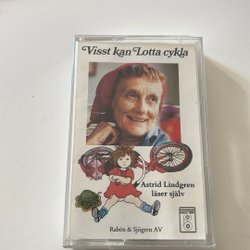 Visst kan Lotta cykla
Astrid Lindgren
läser själv
Rabén & Sjögren AV